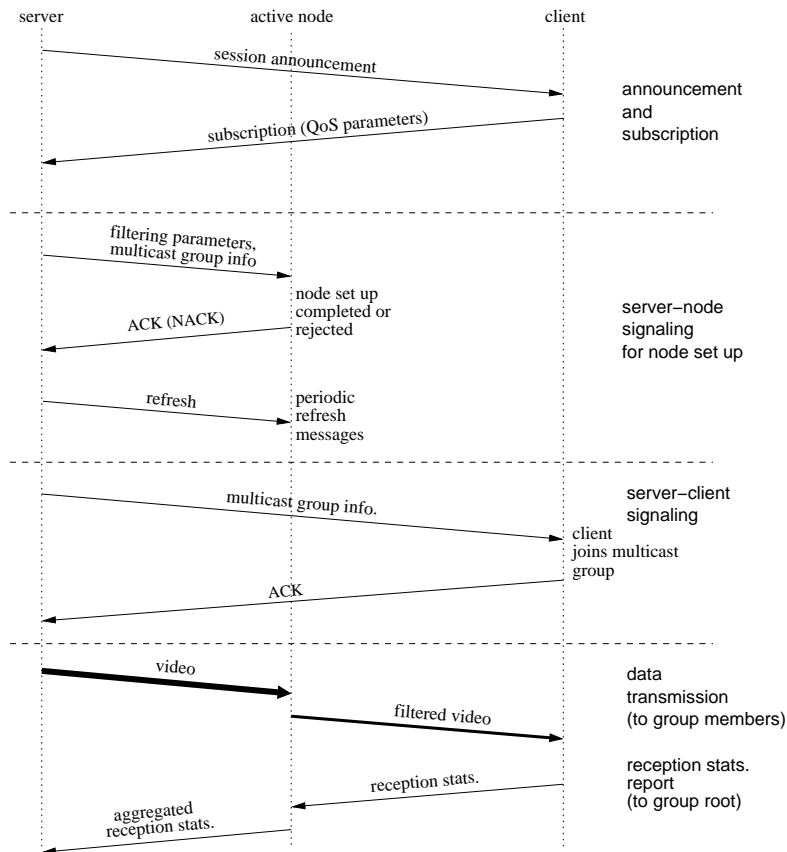 server
active node
client
session announcement
announcement
and
subscription
subscription (QoS parameters)
filtering parameters,
multicast group info
node set up
completed or
rejected
ACK (NACK)
server−node
signaling
for node set up
refresh
periodic
refresh
messages
multicast group info.
server−client
signaling
client
joins multicast
group
ACK
video
data
transmission
(to group members)
filtered video
reception stats.
report
(to group root)
reception stats.
aggregated
reception stats.